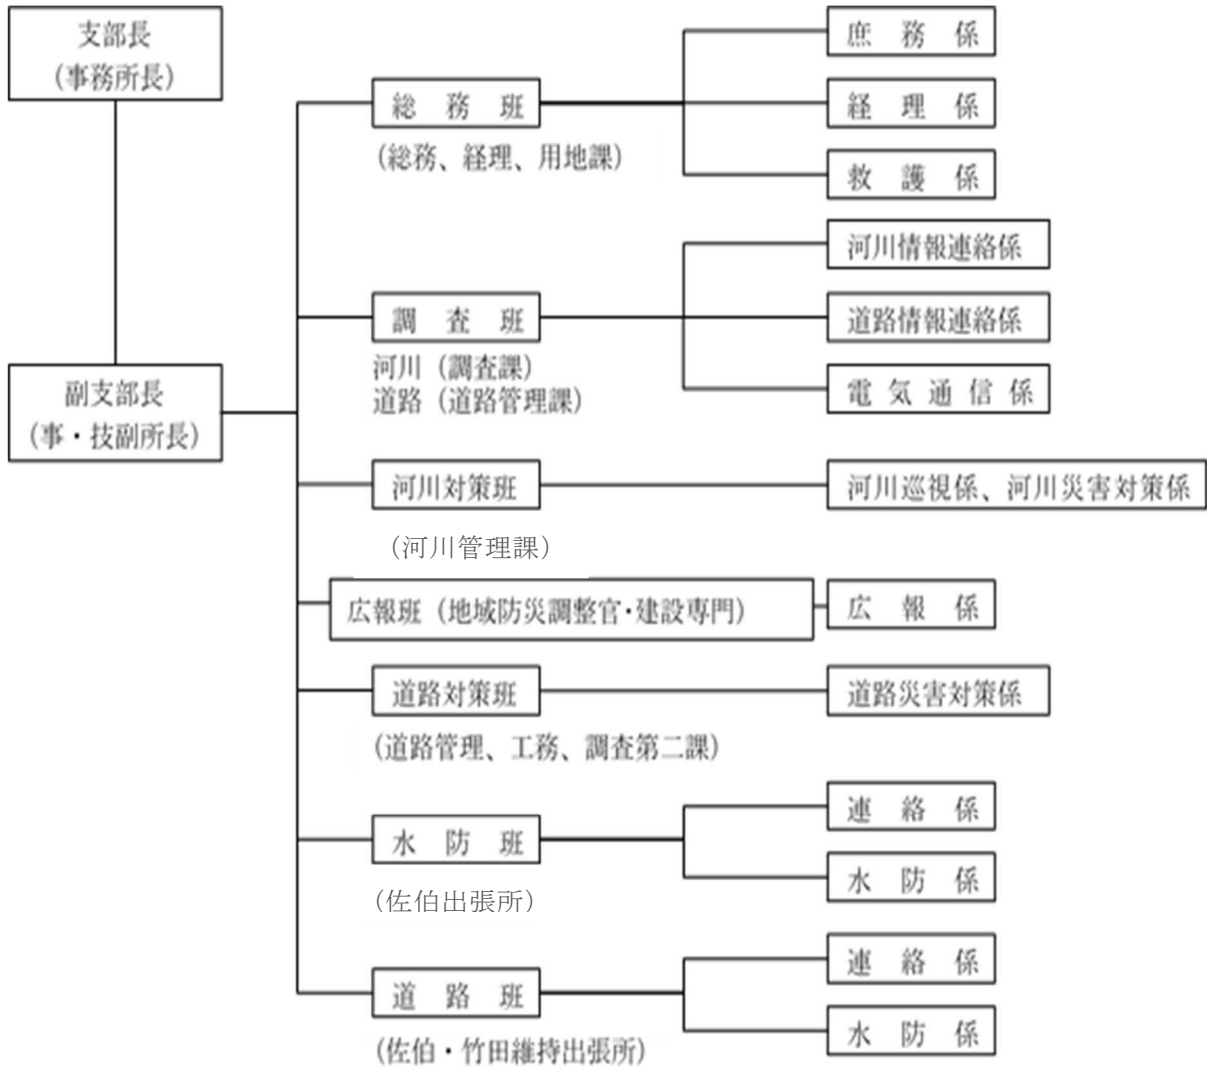 支部長
（事務所長）
副支部長
（事・技副所長）
総務班
（総務、経理、用地課）
庶務係
経理係
救護係
調査班
河川（調査課）
道路（道路管理課）
河川情報連絡係
道路情報連絡係
電気通信係
河川対策班
（河川管理課）
河川巡視係、河川災害対策係
広報班（地域防災調整官・建設専門）
広報係
道路対策班
（道路管理、工務、調査第二課）
道路災害対策係
水防班
（佐伯出張所）
連絡係
水防係
道路班
（佐伯・竹田維持出張所）
連絡係
水防係